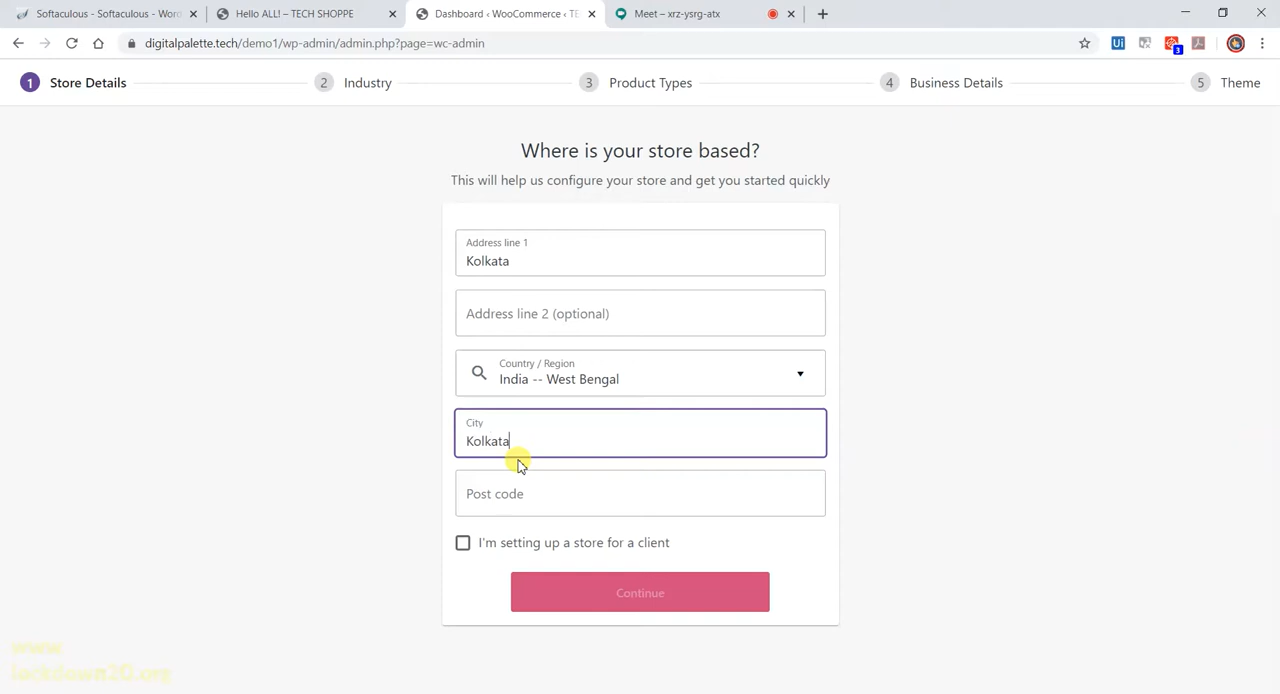 Softaculous - Softaculous - Word
Hello ALL! – TECH SHOPPE
Dashboard ‹ WooCommerce ‹ TE
Meet – xrz-ysrg-atx
digitalpalette.tech/demo1/wp-admin/admin.php?page=wc-admin
1 Store Details
2 Industry
3 Product Types
4 Business Details
5 Theme
Where is your store based?
This will help us configure your store and get you started quickly
Address line 1
Kolkata
Address line 2 (optional)
Country / Region
India -- West Bengal
City
Kolkata
Post code
I'm setting up a store for a client
Continue
www
lockdown20.org